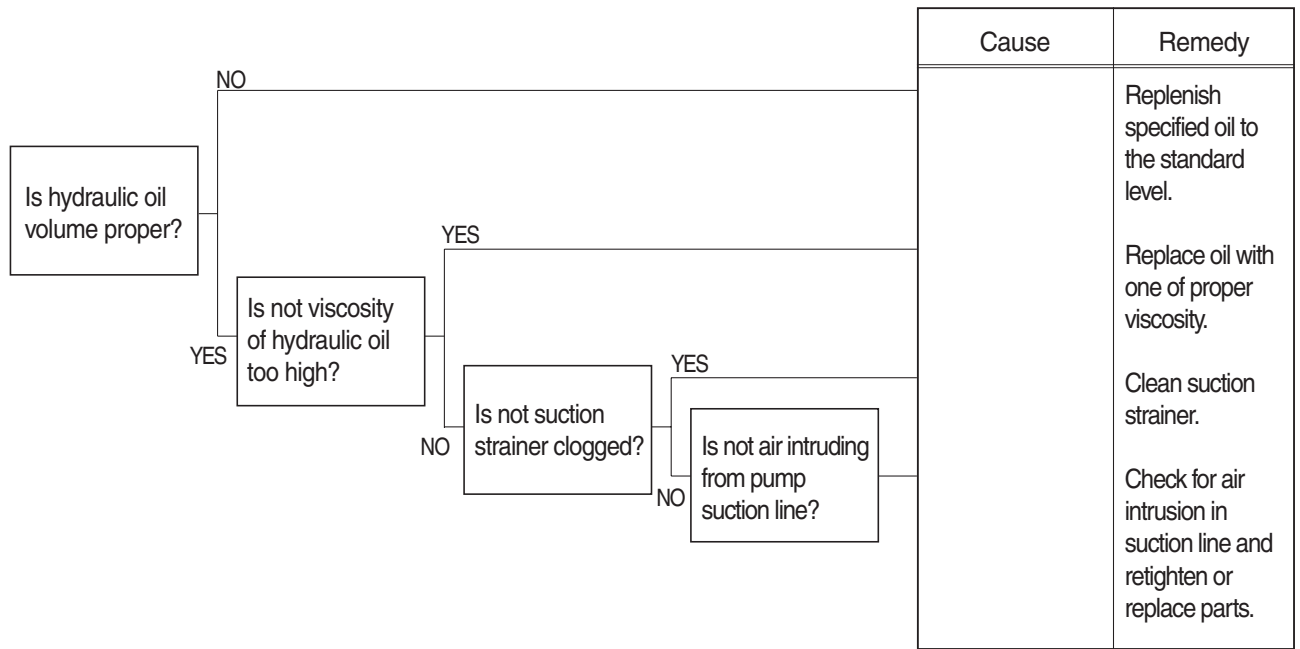 Cause
Remedy
NO
Replenish
specified oil to
the standard
level.
Is hydraulic oil
volume proper?
YES
Replace oil with
one of proper
viscosity.
YES
Is not viscosity
of hydraulic oil
too high?
YES
Clean suction
strainer.
NO
Is not suction
strainer clogged?
NO
Is not air intruding
from pump
suction line?
Check for air
intrusion in
suction line and
retighten or
replace parts.